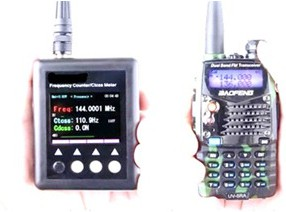 Frequency Counter/Ctcss Meter
Freq: 144.0001 MHz
Ctcss: 110.9Hz
Cdcss: 0.0N
Dual Band FM Transceiver
144.000
BAOFENG
UV-5RA